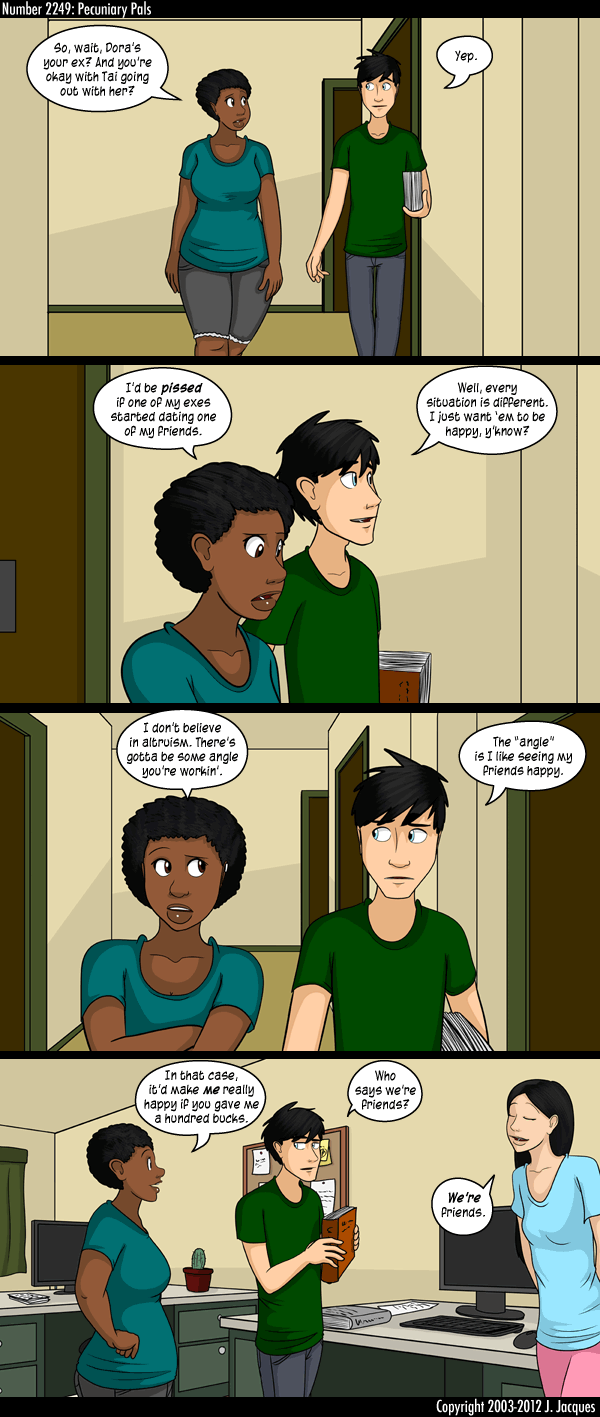 Number 2249: Pecuniary Pals
So, wait, Dora's
your ex? And you're
okay with Tai going
out with her?
Yep.
I'd be pissed
if one of my exes
started dating one
of my friends.
Well, every
situation is different.
I just want 'em to be
happy, y'know?
I don't believe
in altruism. There's
gotta be some angle
you're workin'.
The "angle"
is I like seeing my
friends happy.
In that case,
it'd make me really
happy if you gave me
a hundred bucks.
Who
says we're
friends?
We're
friends.
Copyright 2003-2012 J. Jacques